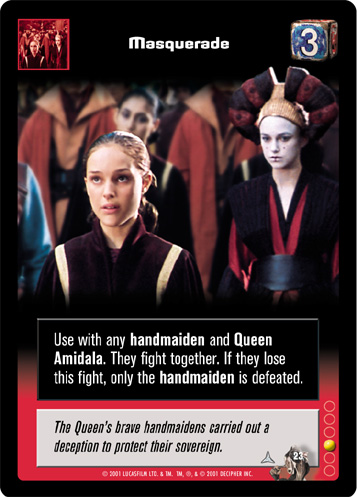 Masquerade
3
Use with any handmaiden and Queen
Amidala. They fight together. If they lose
this fight, only the handmaiden is defeated.
The Queen's brave handmaidens carried out a
deception to protect their sovereign.
23
© 2001 LUCASFILM LTD. & TM. TM, ®, & © 2001 DECIPHER INC.